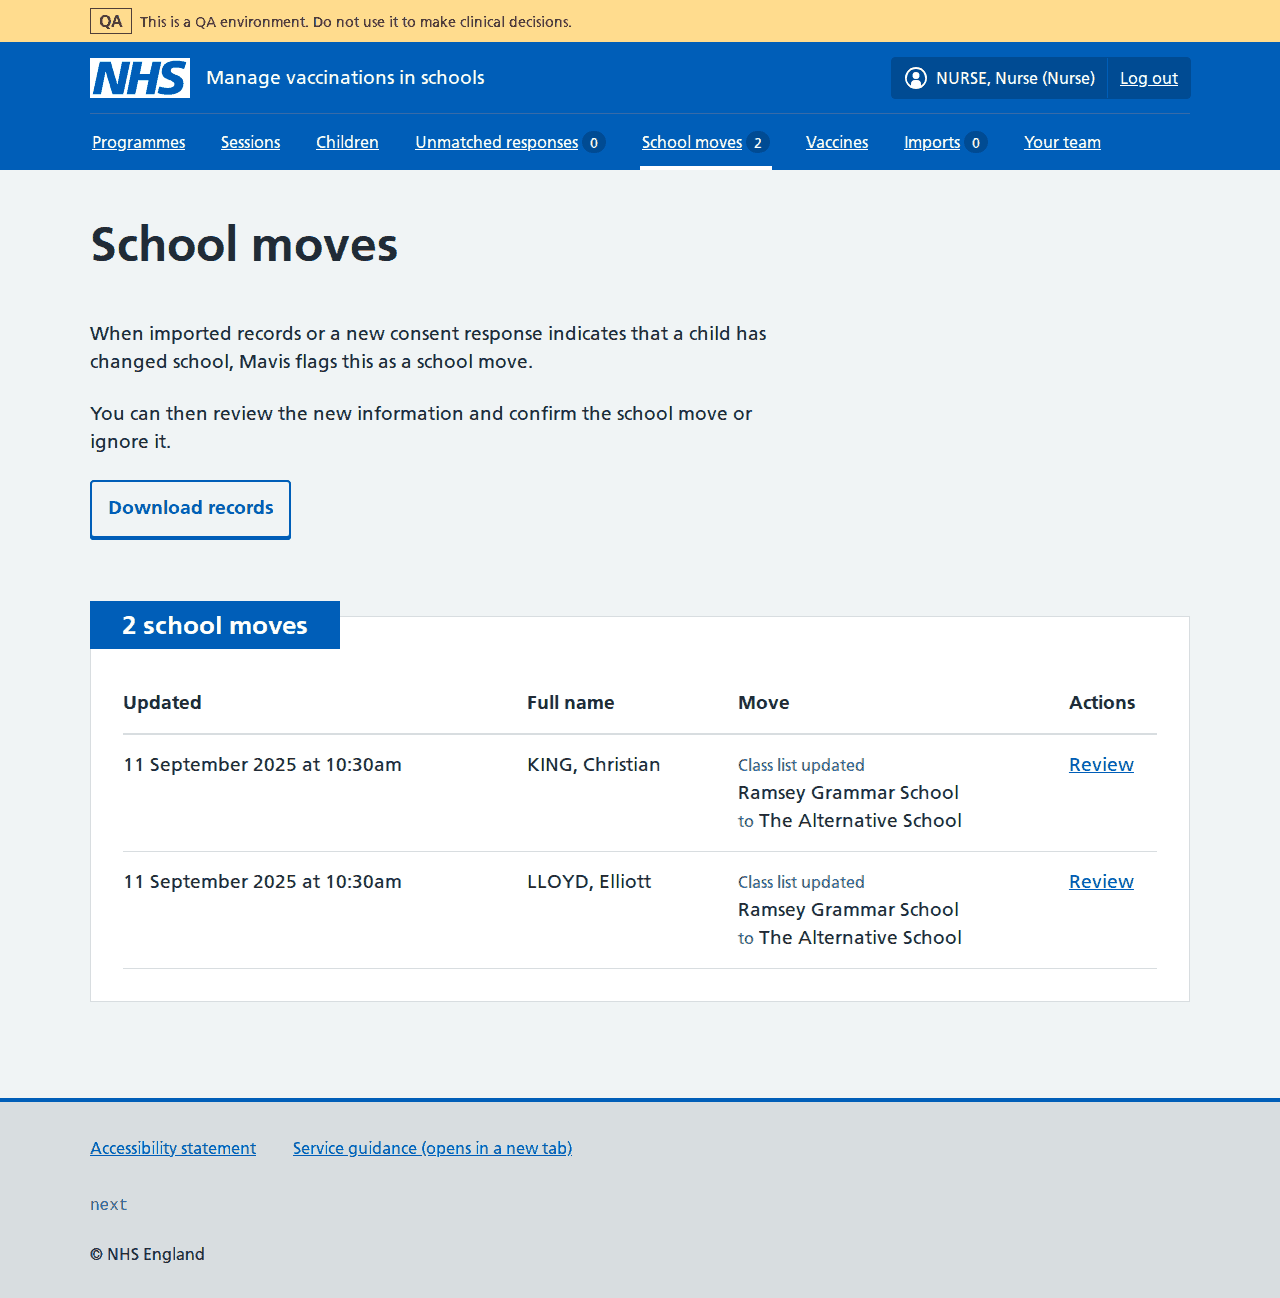 QA This is a QA environment. Do not use it to make clinical decisions.
NHS Manage vaccinations in schools NURSE, Nurse (Nurse) Log out
Programmes Sessions Children Unmatched responses 0 School moves 2 Vaccines Imports 0 Your team
School moves
When imported records or a new consent response indicates that a child has
changed school, Mavis flags this as a school move.
You can then review the new information and confirm the school move or
ignore it.
Download records
2 school moves
Updated Full name Move Actions
11 September 2025 at 10:30am KING, Christian Class list updated Review
Ramsey Grammar School
to The Alternative School
11 September 2025 at 10:30am LLOYD, Elliott Class list updated Review
Ramsey Grammar School
to The Alternative School
Accessibility statement Service guidance (opens in a new tab)
next
© NHS England